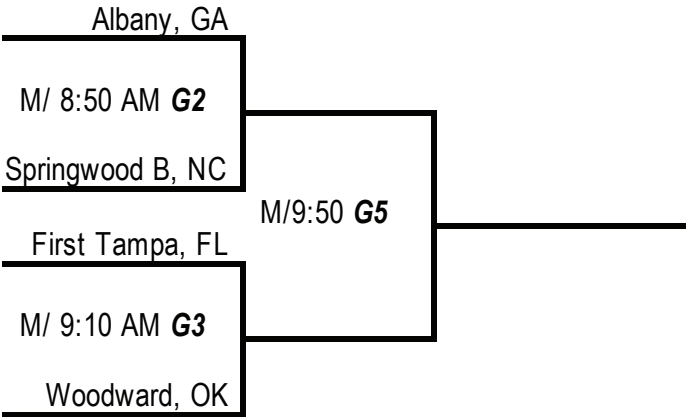 Albany, GA
M/ 8:50 AM G2
Springwood B, NC
M/9:50 G5
First Tampa, FL
M/ 9:10 AM G3
Woodward, OK